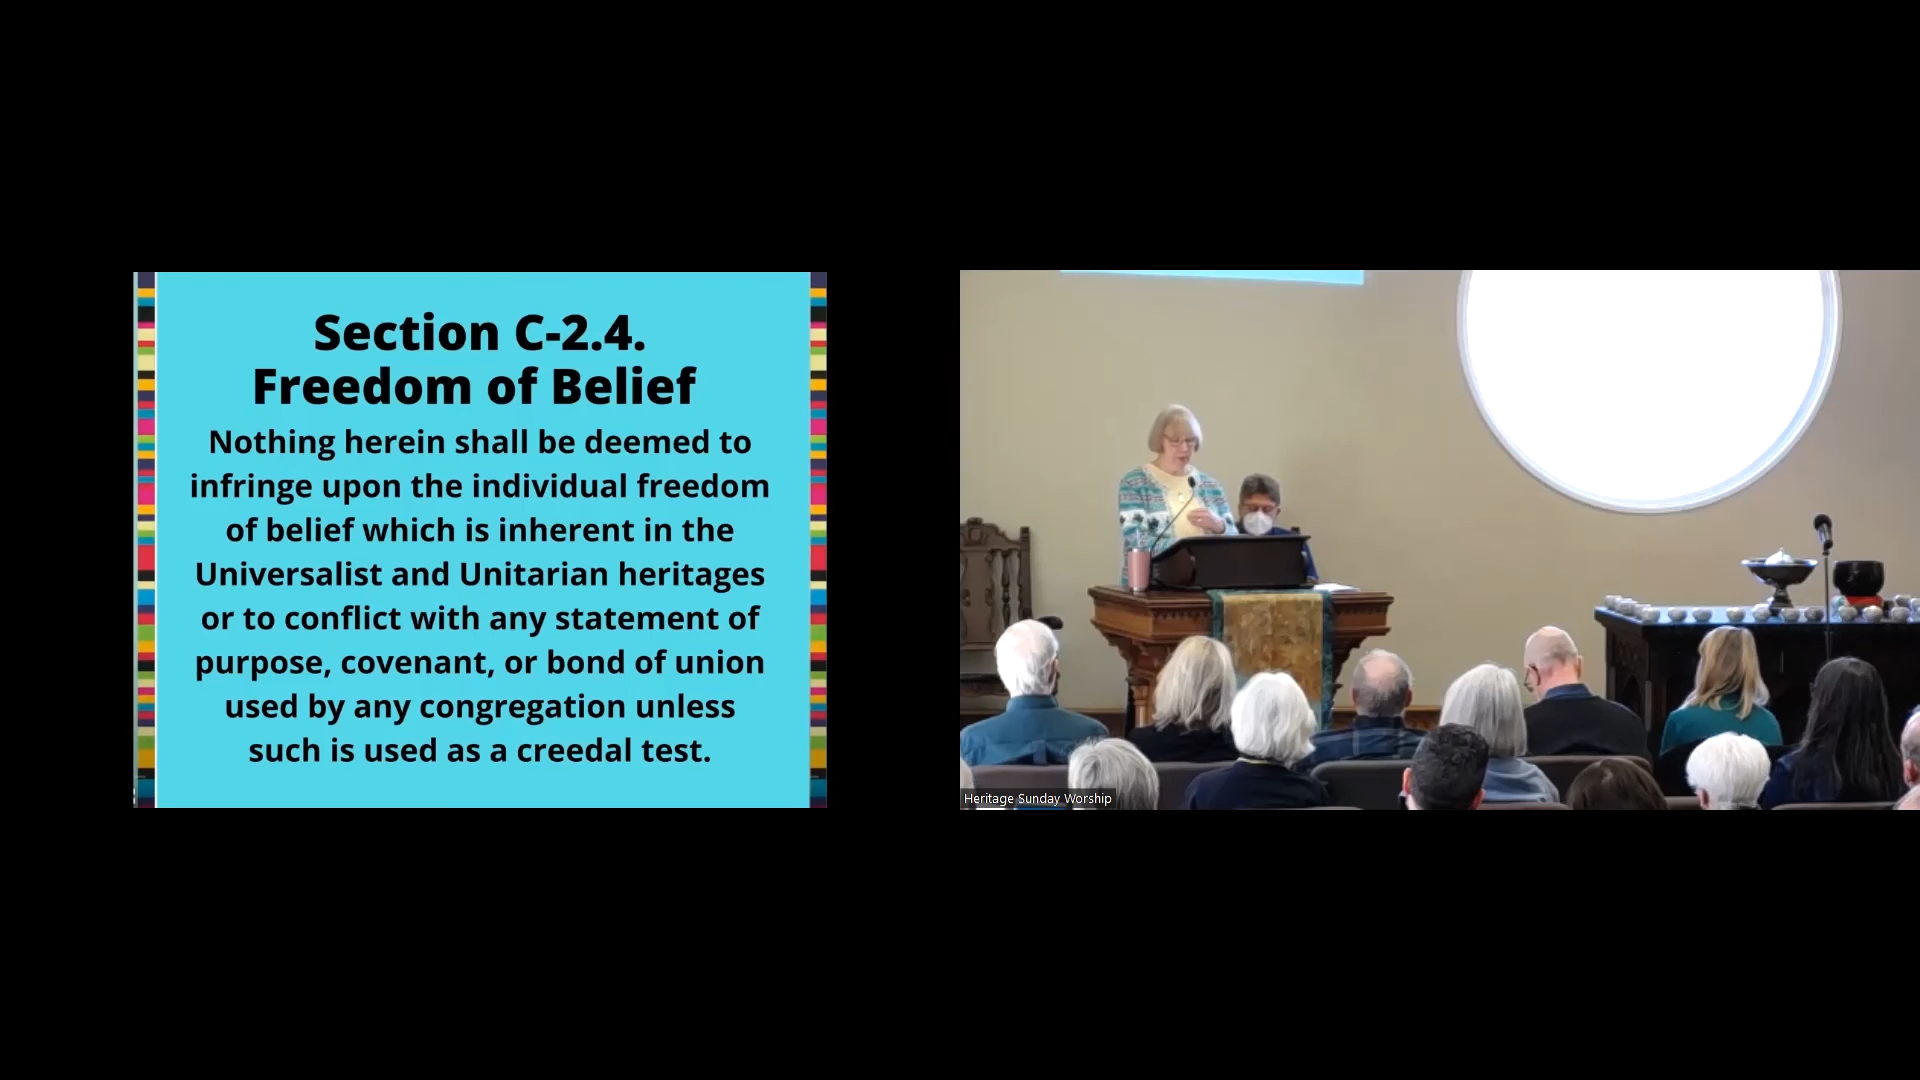 Section C-2.4.
Freedom of Belief
Nothing herein shall be deemed to
infringe upon the individual freedom
of belief which is inherent in the
Universalist and Unitarian heritages
or to conflict with any statement of
purpose, covenant, or bond of union
used by any congregation unless
such is used as a creedal test.
Heritage Sunday Worship